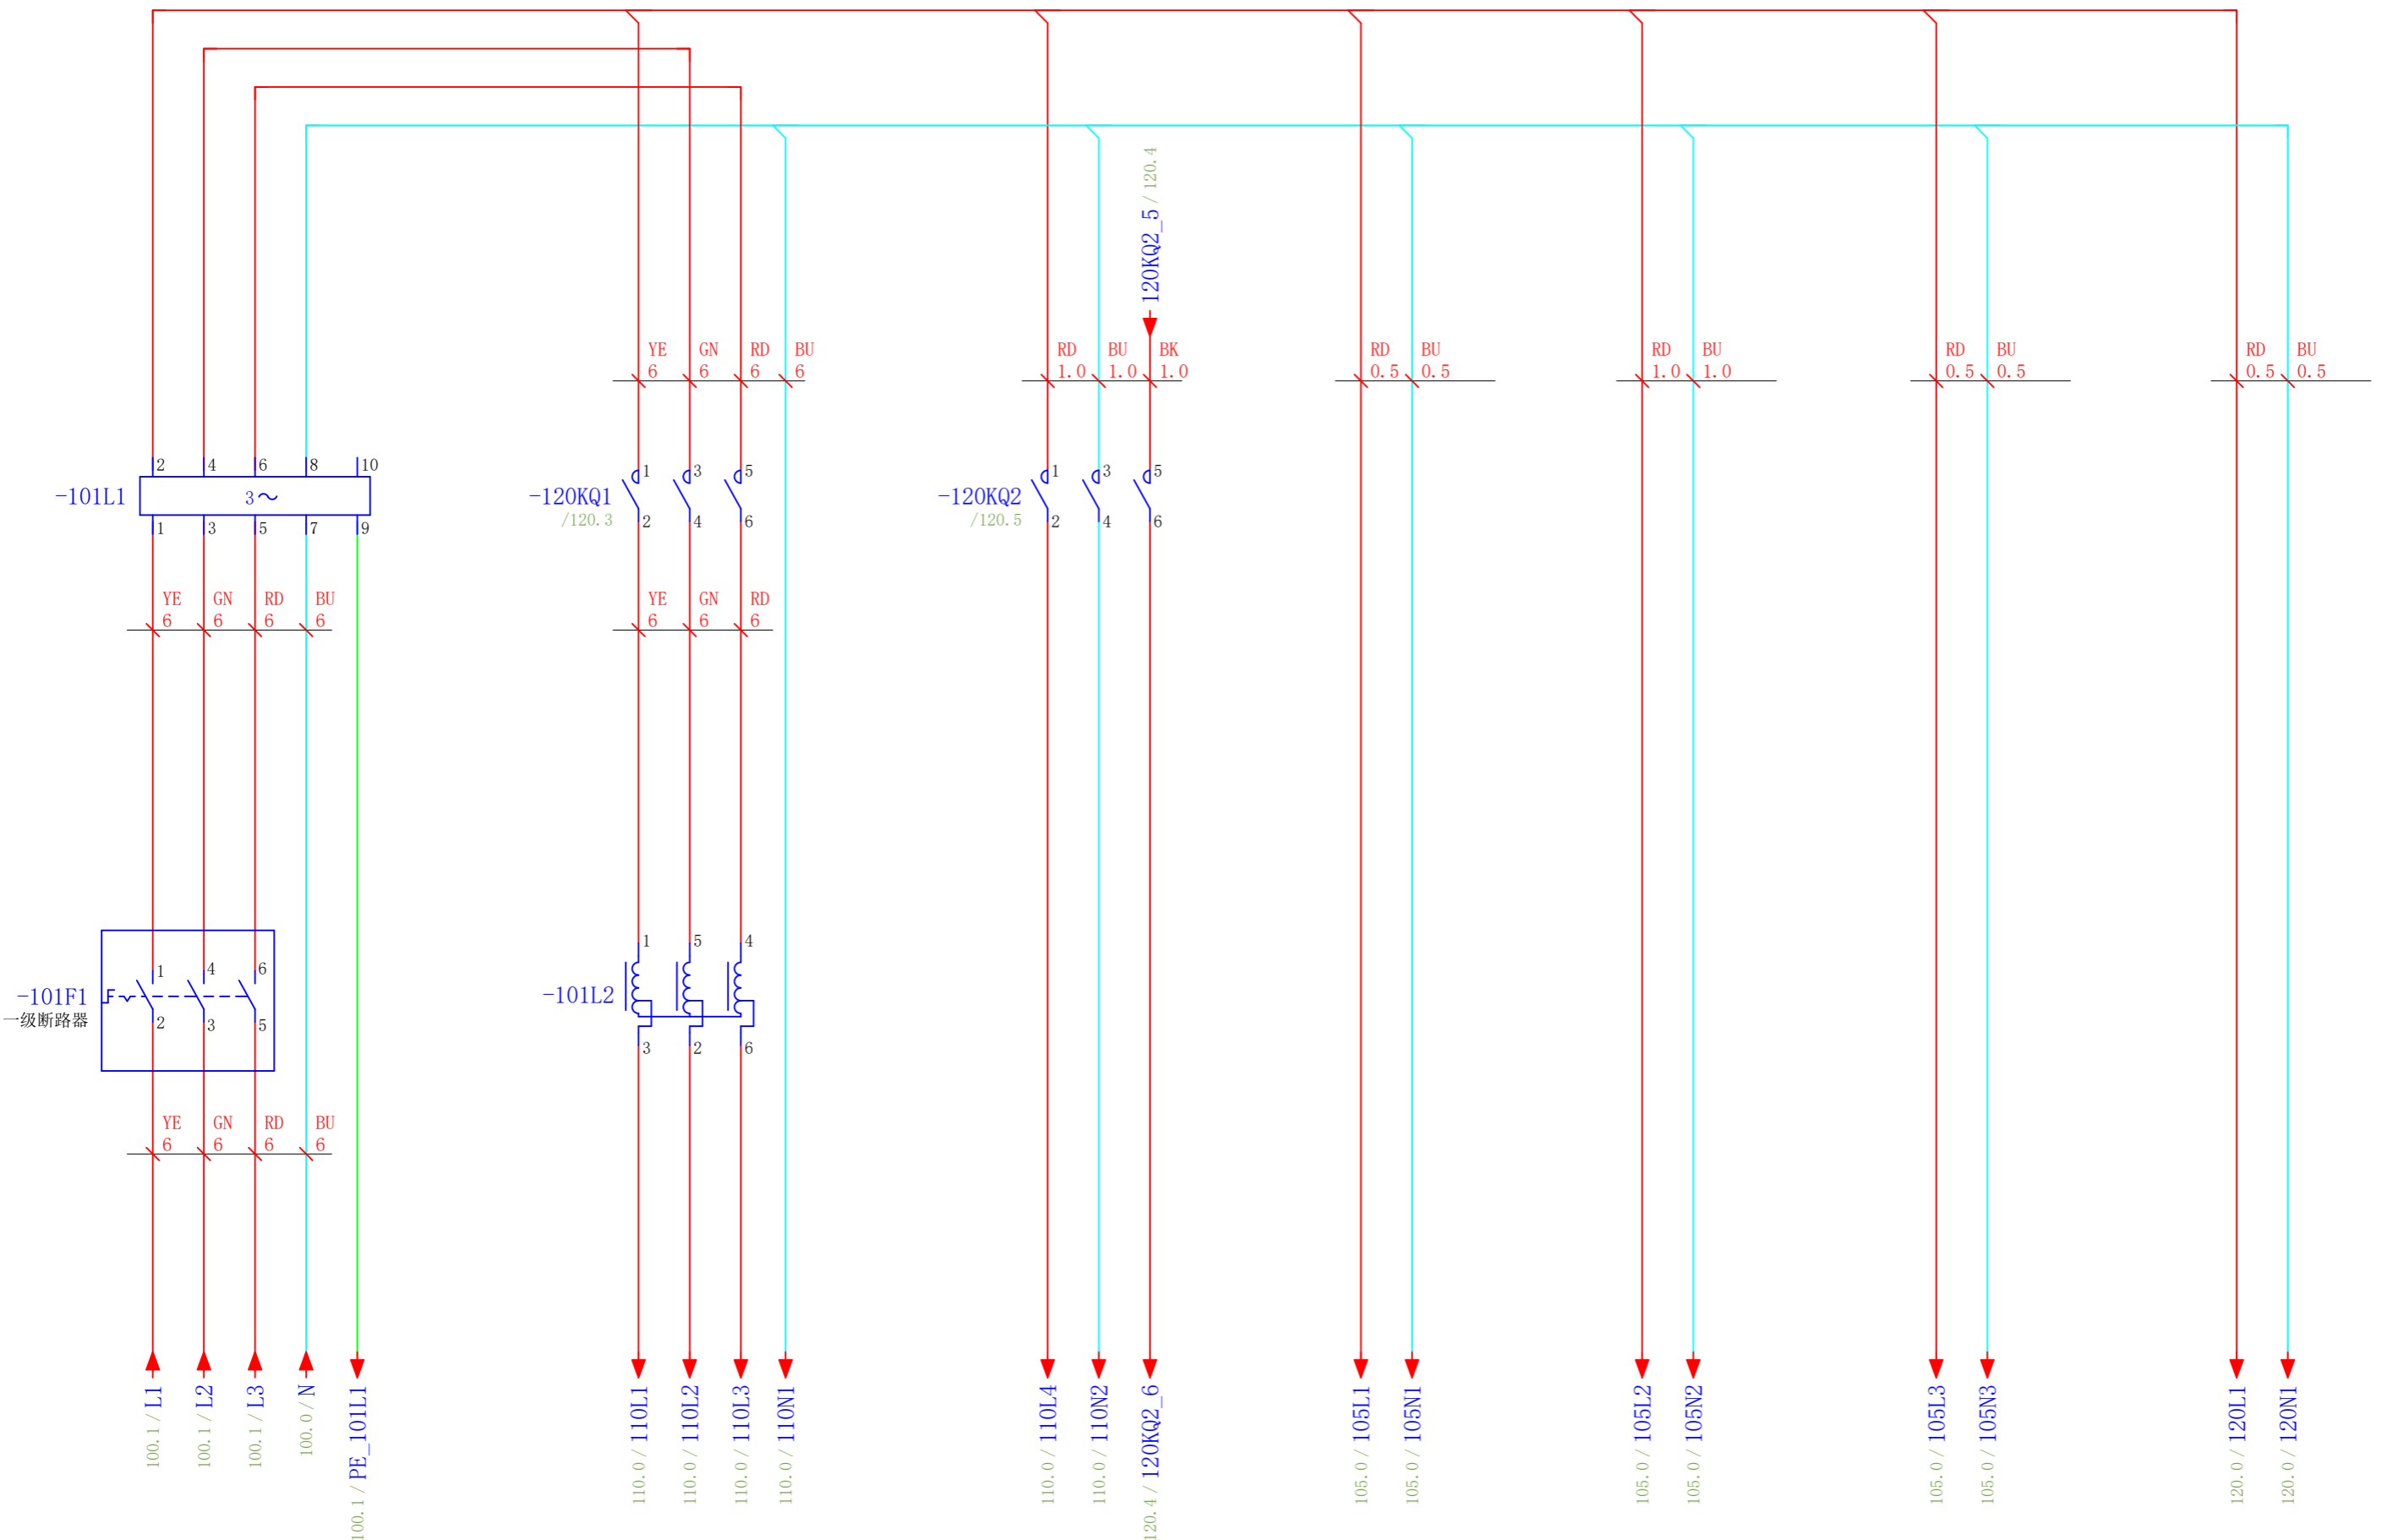 120KQ2_5 / 120.4
YE GN RD BU
6 6 6 6
RD BU BK
1.0 1.0 1.0
RD BU
0.5 0.5
RD BU
1.0 1.0
RD BU
0.5 0.5
RD BU
0.5 0.5
2 4 6 8 10
-101L1
3～
1 3 5 7 9
1 3 5
-120KQ1
/120.3
2 4 6
1 3 5
-120KQ2
/120.5
2 4 6
YE GN RD BU
6 6 6 6
YE GN RD
6 6 6
1 4 6
-101F1
一级断路器
2 3 5
1 5 4
-101L2
3 2 6
YE GN RD BU
6 6 6 6
100.1 / L1
100.1 / L2
100.1 / L3
100.0 / N
100.1 / PE_101L1
110.0 / 110L1
110.0 / 110L2
110.0 / 110L3
110.0 / 110N1
110.0 / 110L4
110.0 / 110N2
120.4 / 120KQ2_6
105.0 / 105L1
105.0 / 105N1
105.0 / 105L2
105.0 / 105N2
105.0 / 105L3
105.0 / 105N3
120.0 / 120L1
120.0 / 120N1